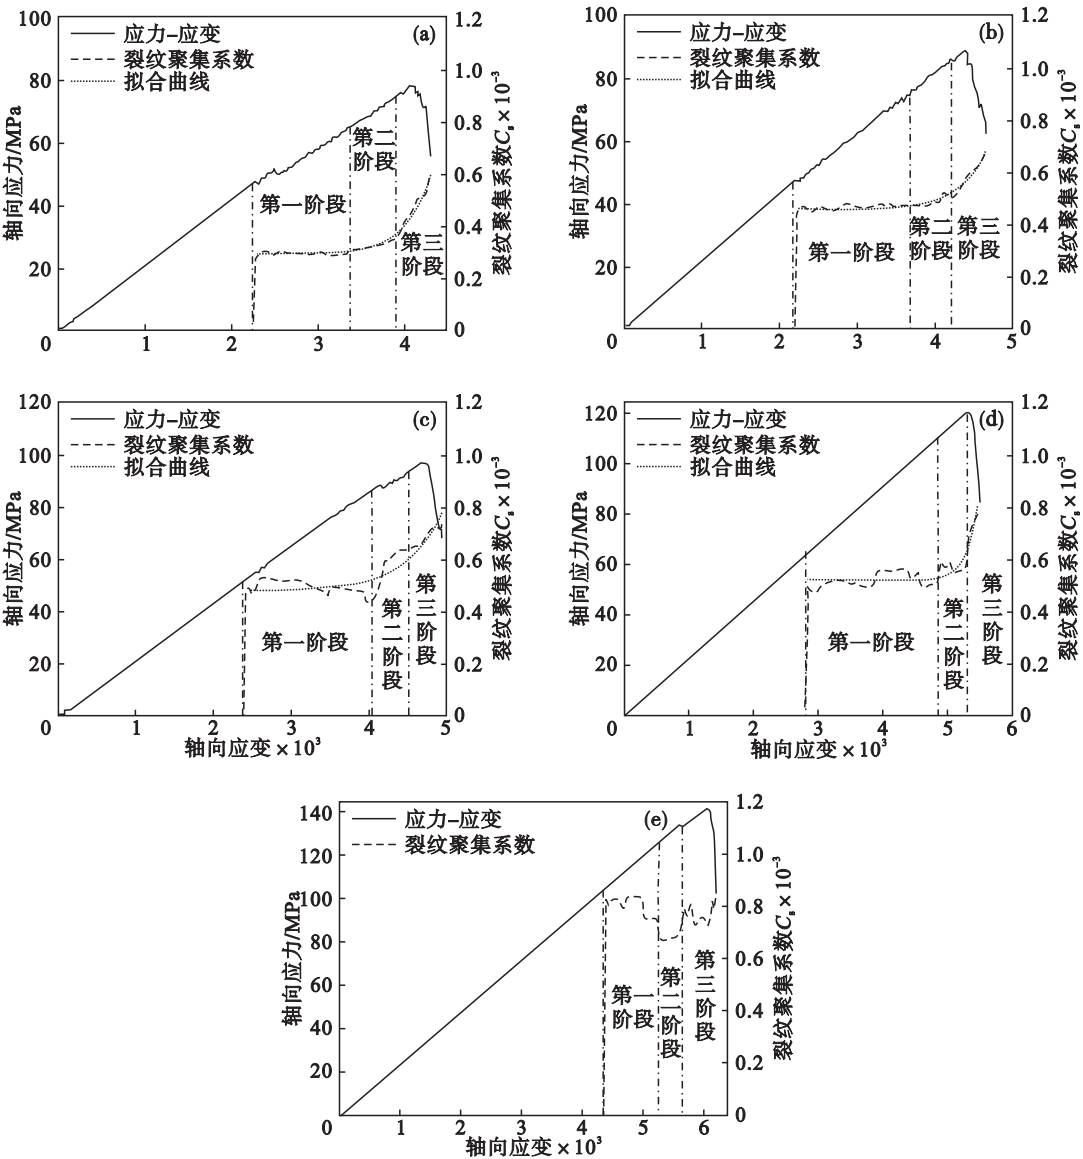 应力-应变
裂纹聚集系数
拟合曲线
(a)
100
80
60
40
20
0
1
2
3
4
1.2
1.0
0.8
0.6
0.4
0.2
0
轴向应力/MPa
裂纹聚集系数Cₛ×10⁻³
第一阶段
第二
阶段
第三
阶段
应力-应变
裂纹聚集系数
拟合曲线
(b)
100
80
60
40
20
0
1
2
3
4
5
1.2
1.0
0.8
0.6
0.4
0.2
0
轴向应力/MPa
裂纹聚集系数Cₛ×10⁻³
第一阶段
第二
阶段
第三
阶段
应力-应变
裂纹聚集系数
拟合曲线
(c)
120
100
80
60
40
20
0
1
2
3
4
5
轴向应变×10³
1.2
1.0
0.8
0.6
0.4
0.2
0
轴向应力/MPa
裂纹聚集系数Cₛ×10⁻³
第一阶段
第二阶段
第三阶段
应力-应变
裂纹聚集系数
拟合曲线
(d)
120
100
80
60
40
20
0
1
2
3
4
5
6
轴向应变×10³
1.2
1.0
0.8
0.6
0.4
0.2
0
轴向应力/MPa
裂纹聚集系数Cₛ×10⁻³
第一阶段
第二阶段
第三阶段
应力-应变
裂纹聚集系数
(e)
140
120
100
80
60
40
20
0
1
2
3
4
5
6
轴向应变×10³
1.2
1.0
0.8
0.6
0.4
0.2
0
轴向应力/MPa
裂纹聚集系数Cₛ×10⁻³
第一
阶段
第二阶段
第三阶段